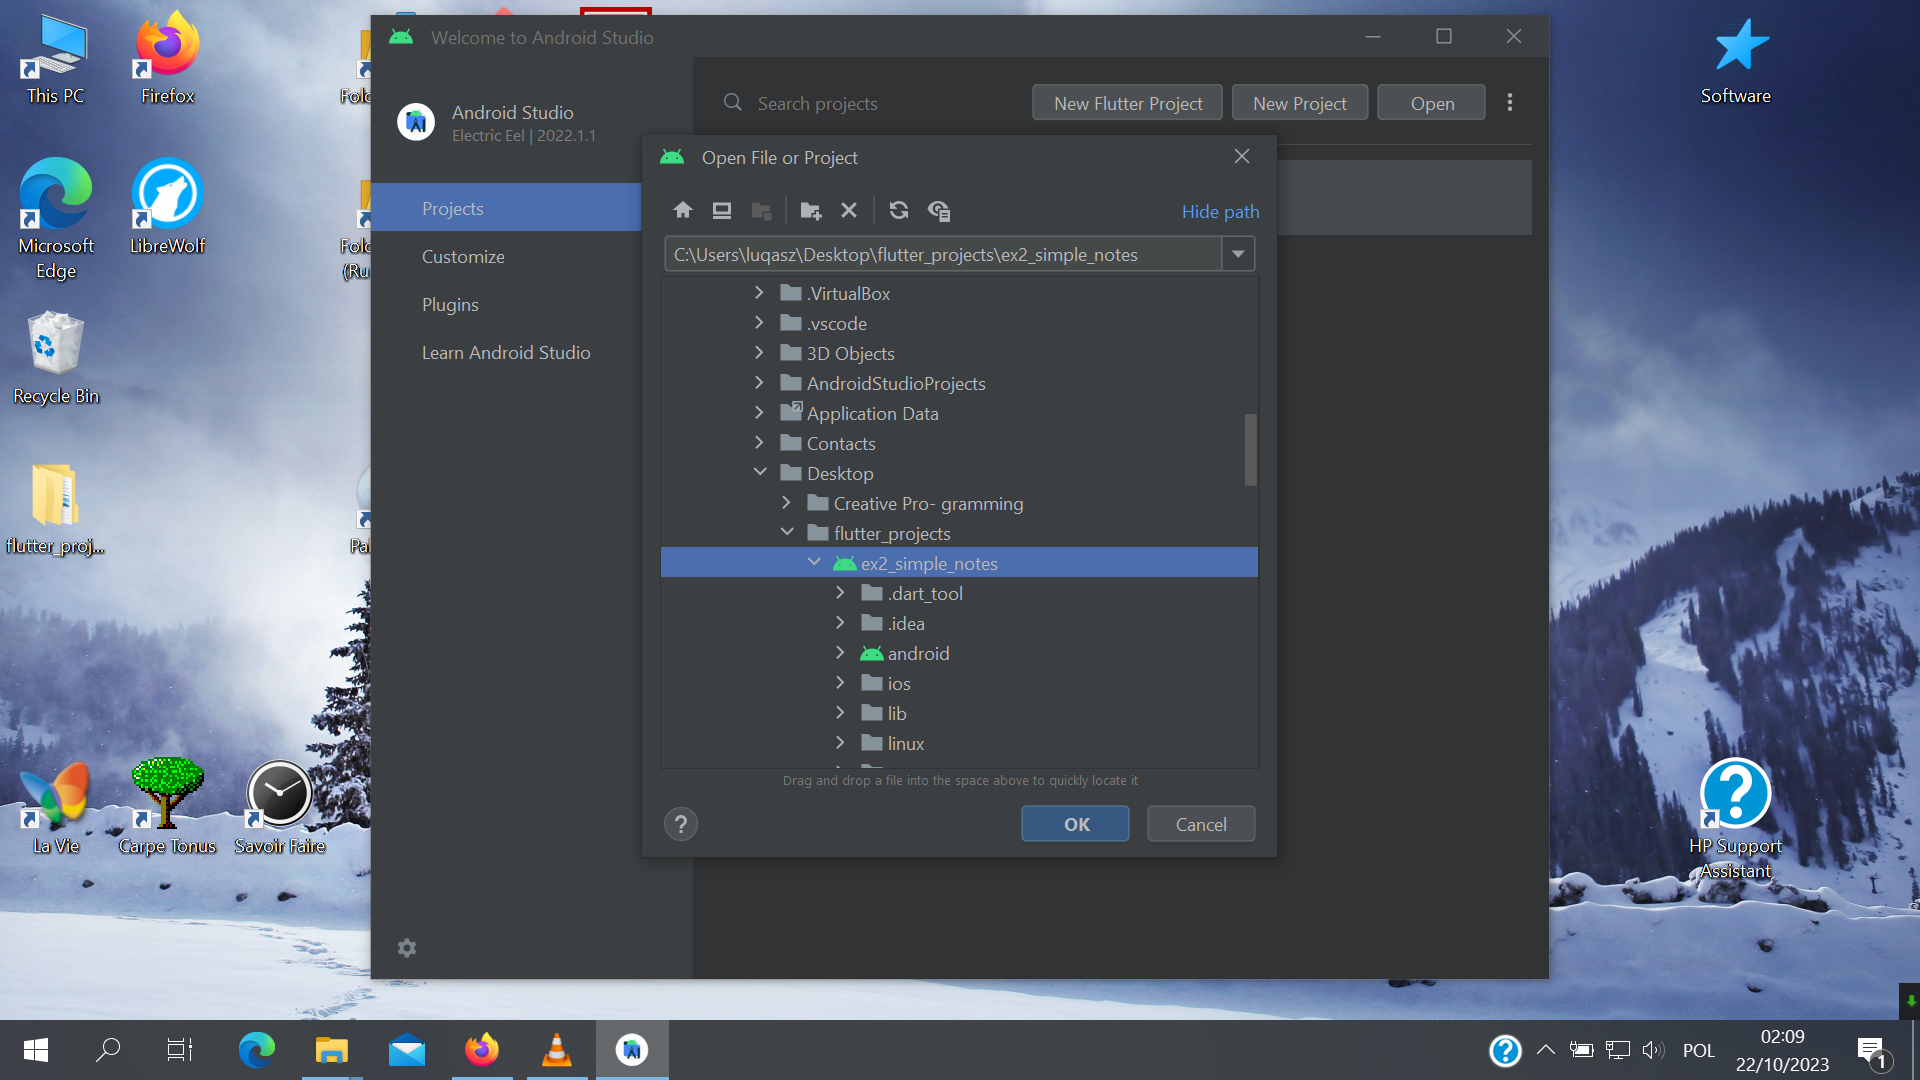 This PC
Firefox
Microsoft
Edge
LibreWolf
Recycle Bin
flutter_proj...
La Vie
Carpe Tonus
Savoir Faire
Software
HP Support
Assistant
Welcome to Android Studio
Android Studio
Electric Eel | 2022.1.1
Projects
Customize
Plugins
Learn Android Studio
Search projects
New Flutter Project
New Project
Open
Open File or Project
Hide path
C:\Users\luqasz\Desktop\flutter_projects\ex2_simple_notes
.VirtualBox
.vscode
3D Objects
AndroidStudioProjects
Application Data
Contacts
Desktop
Creative Pro- gramming
flutter_projects
ex2_simple_notes
.dart_tool
.idea
android
ios
lib
linux
Drag and drop a file into the space above to quickly locate it
?
OK
Cancel
POL
02:09
22/10/2023
1